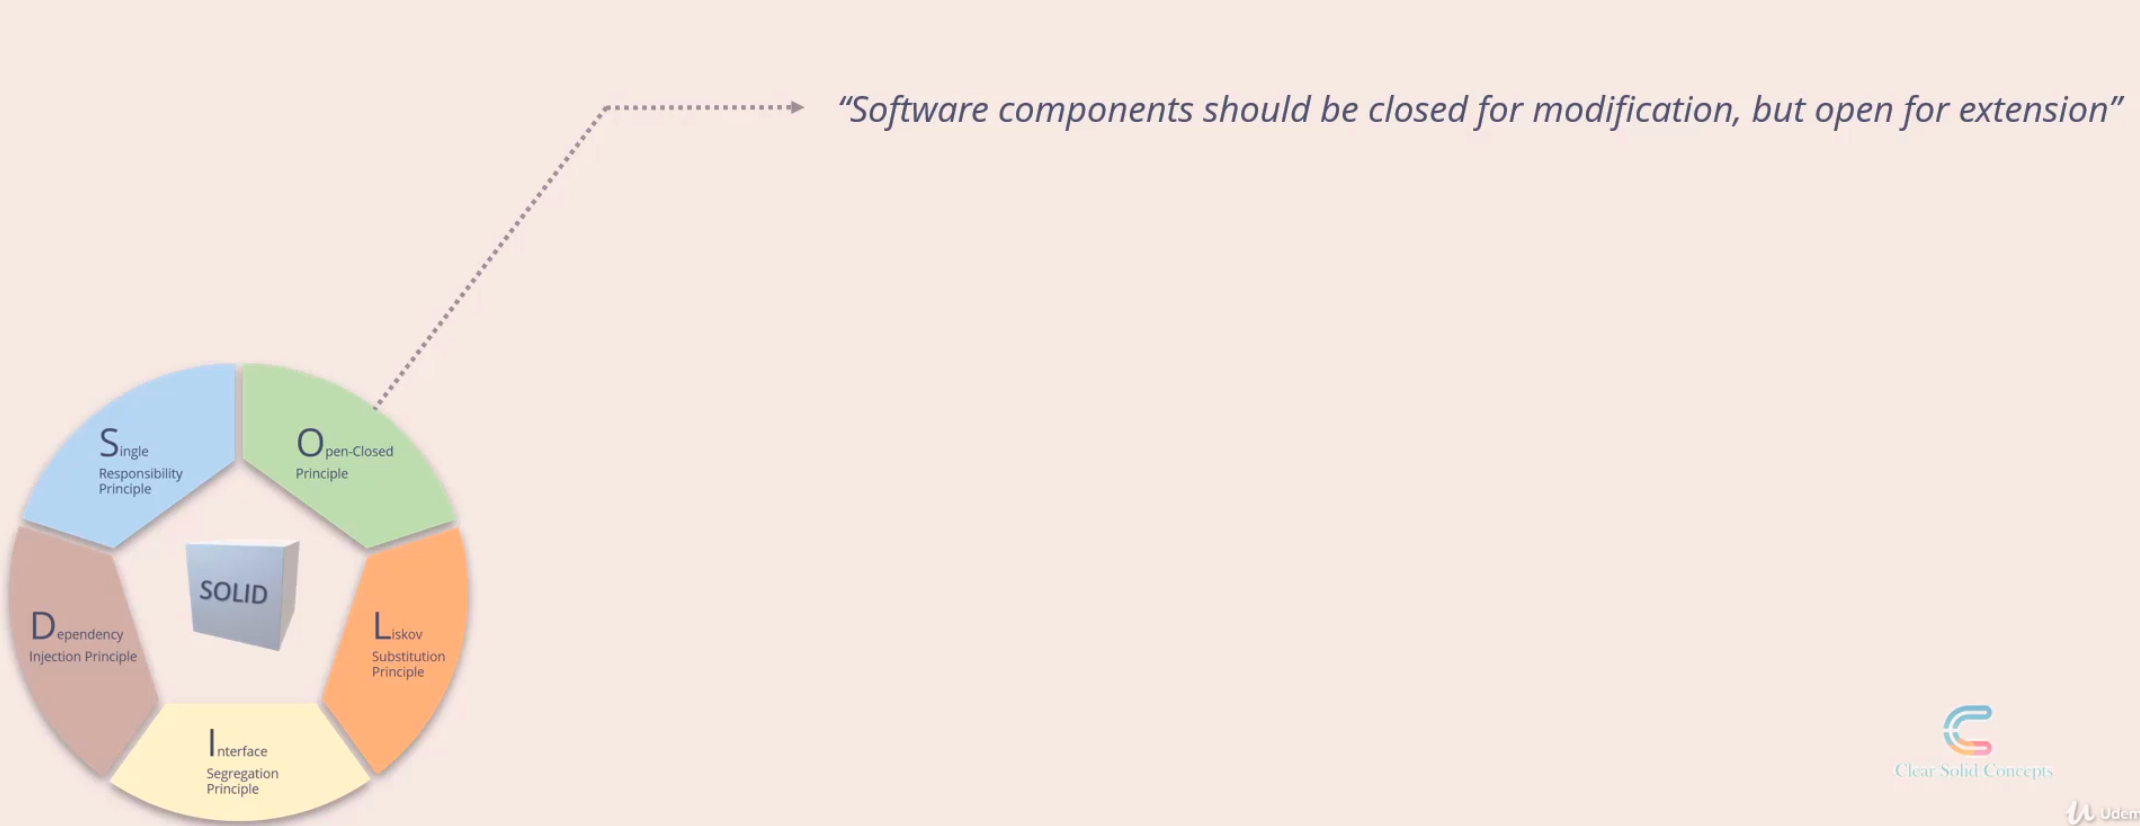 “Software components should be closed for modification, but open for extension”
Single
Responsibility
Principle
Open-Closed
Principle
SOLID
Dependency
Injection Principle
Liskov
Substitution
Principle
Interface
Segregation
Principle
Clear Solid Concepts
Udem